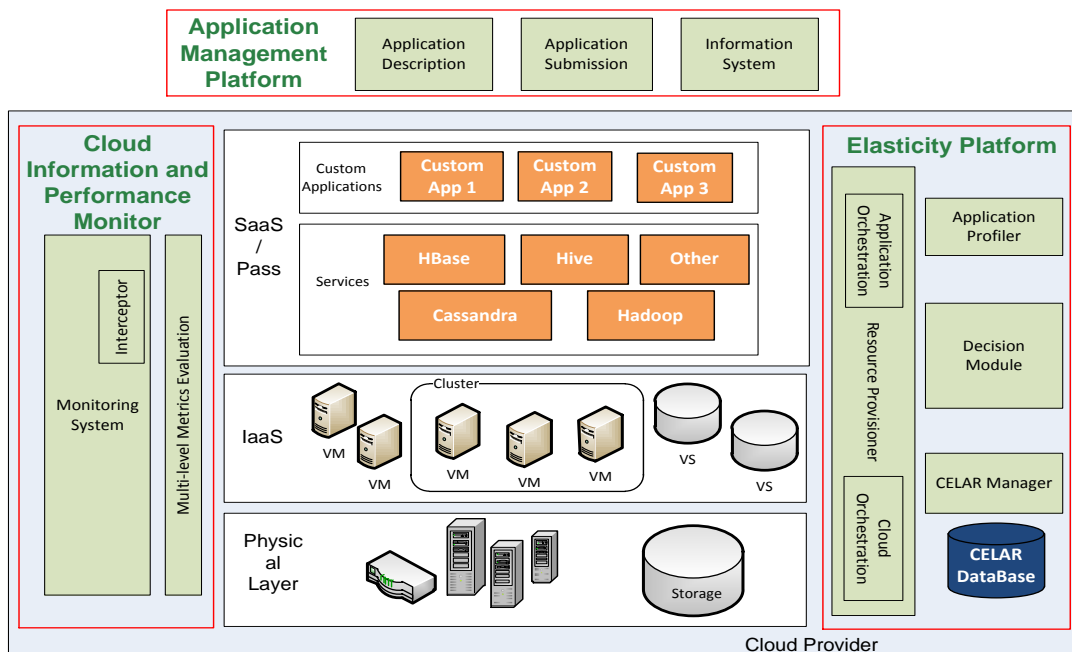 Application
Management
Platform
Application
Description
Application
Submission
Information
System
Cloud
Information and
Performance
Monitor
Interceptor
Monitoring
System
Multi-level Metrics Evaluation
SaaS
/
Pass
Custom
Applications
Custom
App 1
Custom
App 2
Custom
App 3
Services
HBase
Hive
Other
Cassandra
Hadoop
IaaS
Cluster
VM
VM
VM
VM
VM
VS
VS
Physic
al
Layer
Storage
Elasticity Platform
Application
Orchestration
Resource Provisioner
Cloud
Orchestration
Application
Profiler
Decision
Module
CELAR Manager
CELAR
DataBase
Cloud Provider